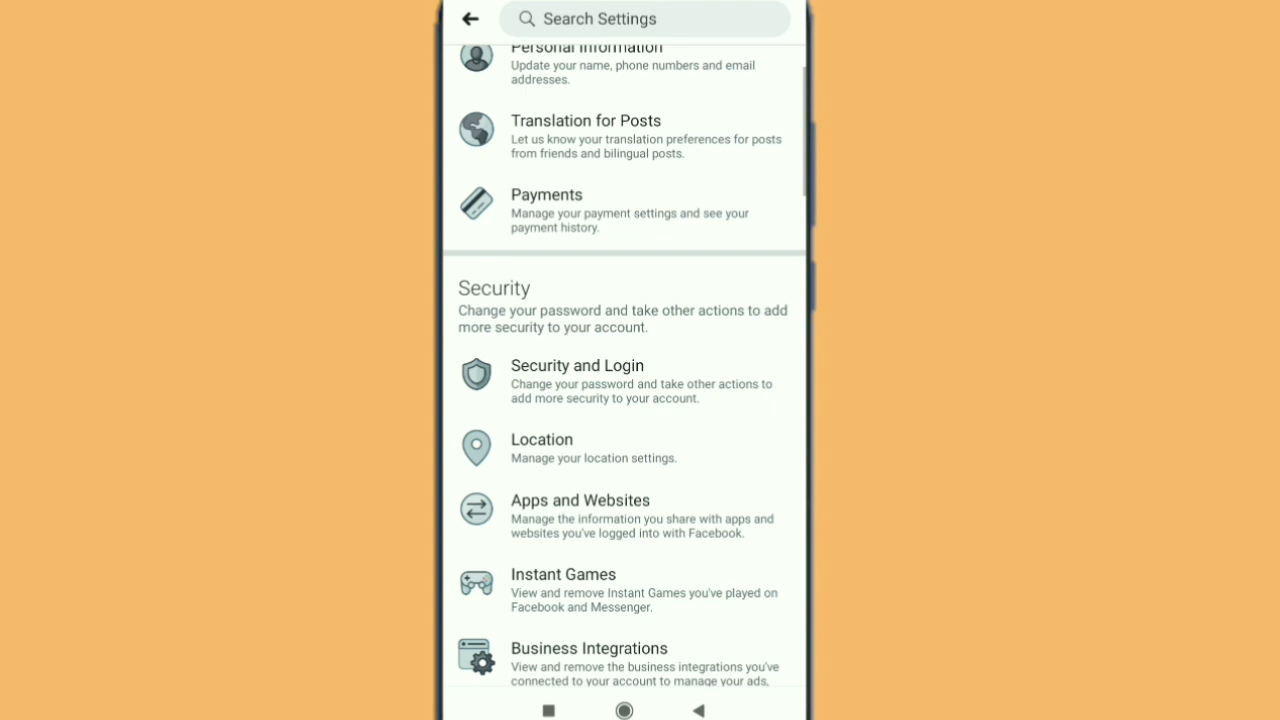 Search Settings
Personal Information
Update your name, phone numbers and email
addresses.
Translation for Posts
Let us know your translation preferences for posts
from friends and bilingual posts.
Payments
Manage your payment settings and see your
payment history.
Security
Change your password and take other actions to add
more security to your account.
Security and Login
Change your password and take other actions to
add more security to your account.
Location
Manage your location settings.
Apps and Websites
Manage the information you share with apps and
websites you've logged into with Facebook.
Instant Games
View and remove Instant Games you've played on
Facebook and Messenger.
Business Integrations
View and remove the business integrations you've
connected to your account to manage your ads,